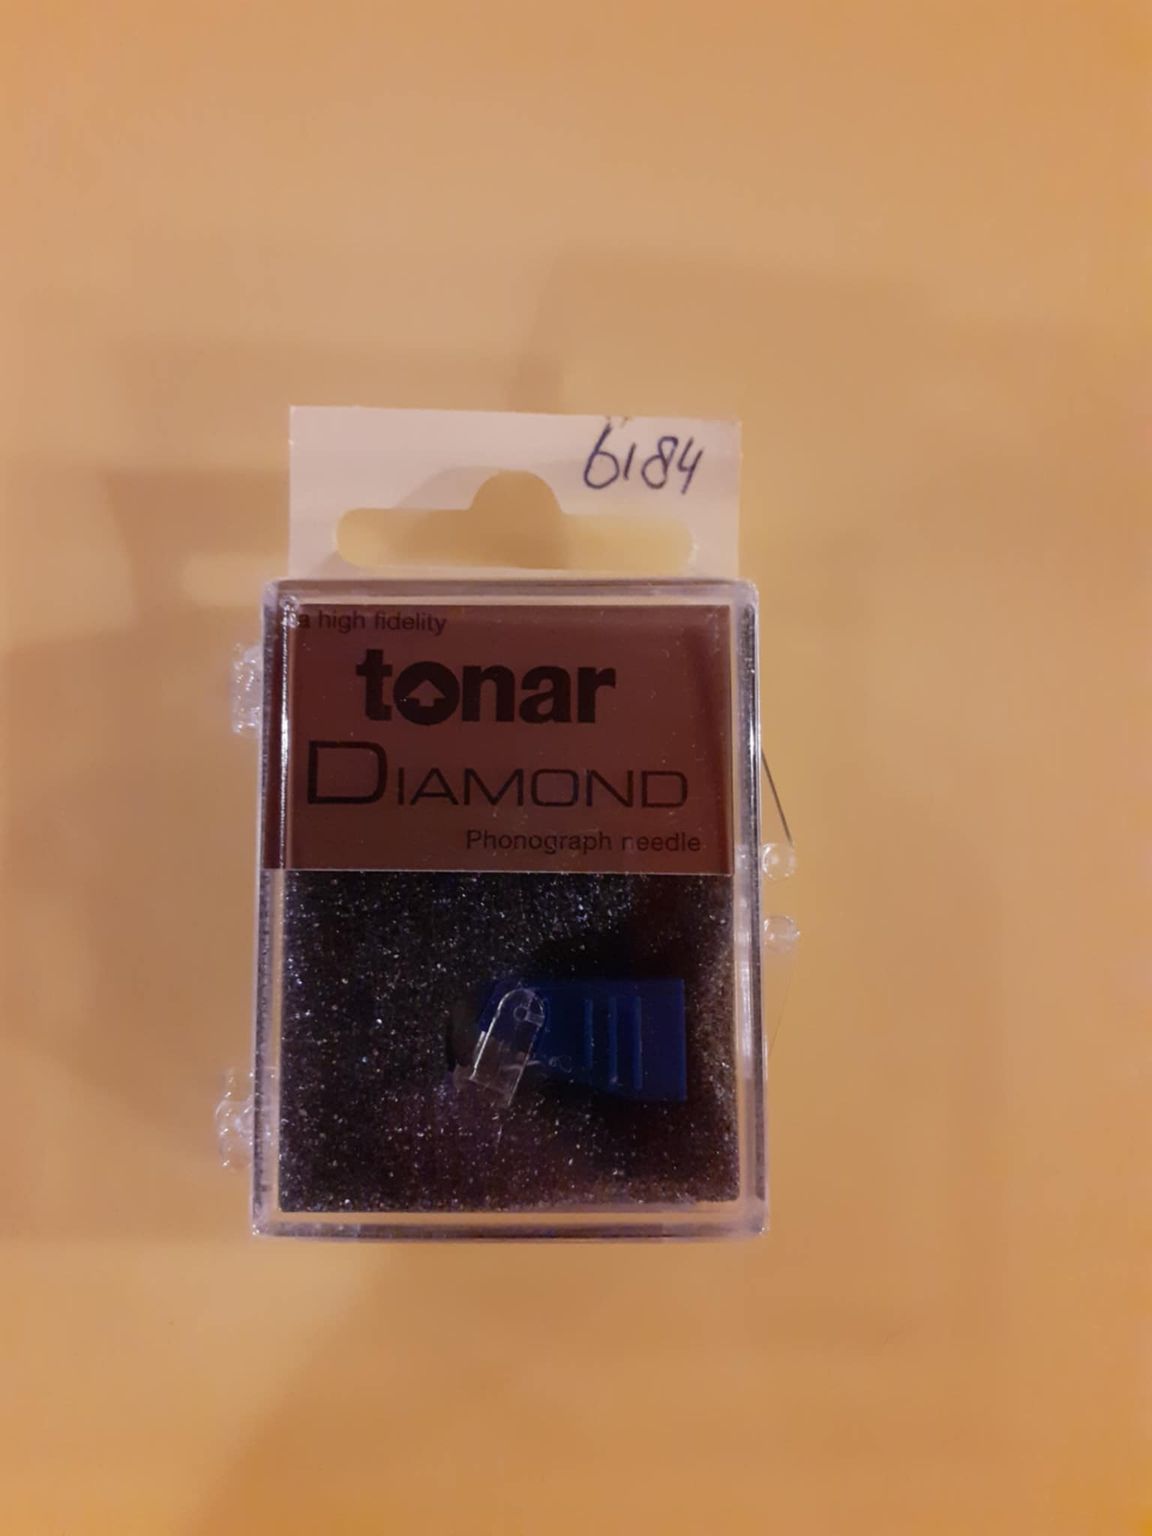 6184
a high fidelity
tonar
DIAMOND
Phonograph needle